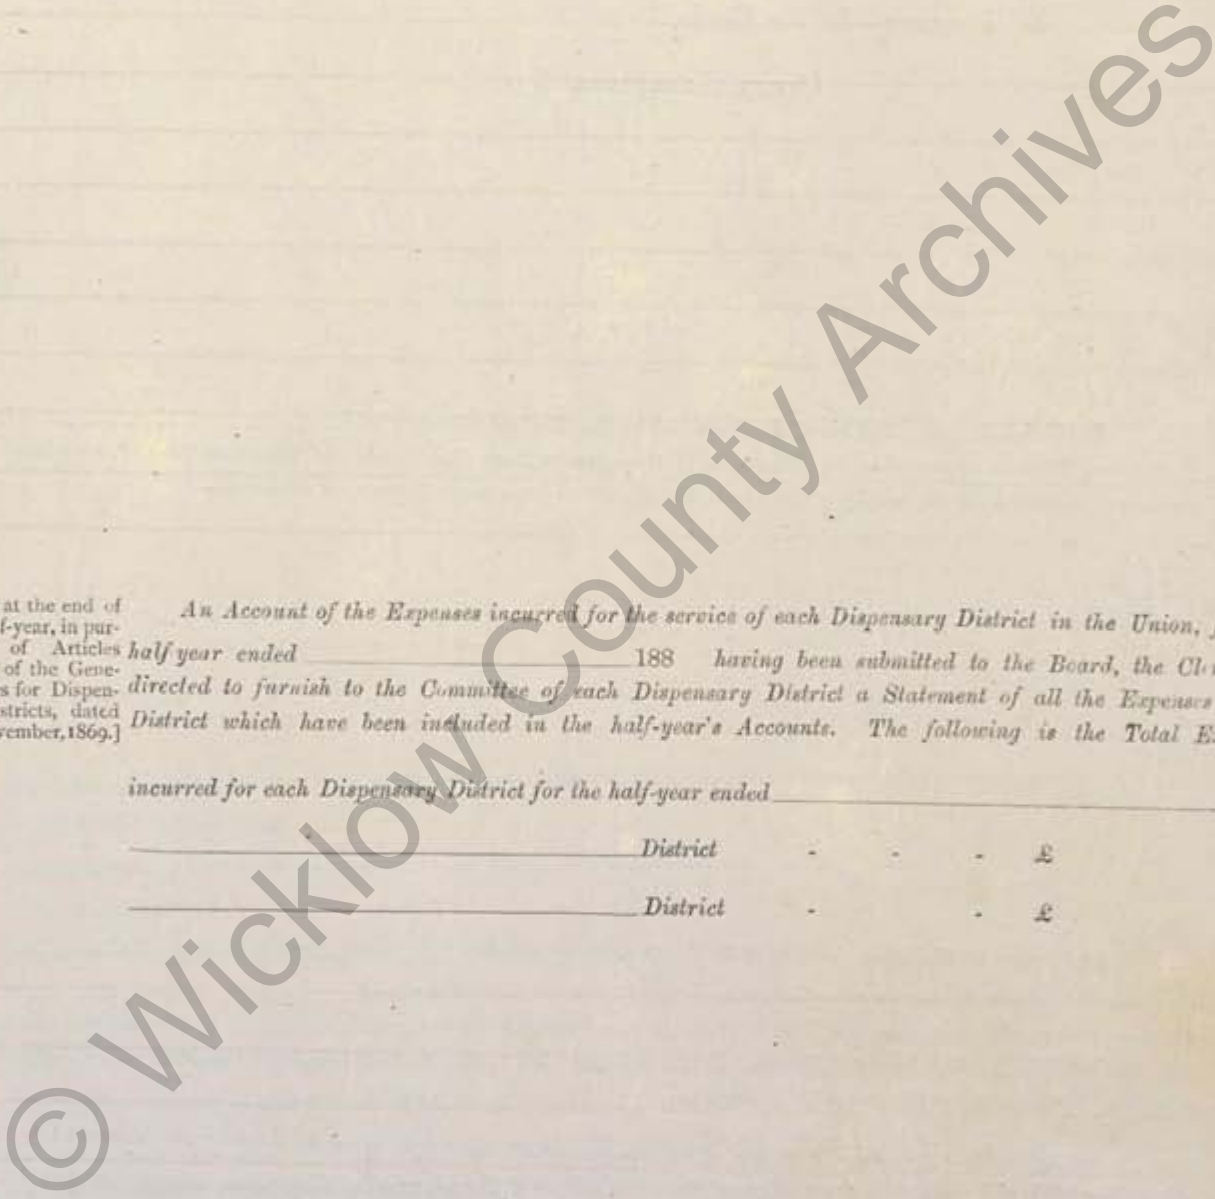 at the end of
f-year, in pur-
of Articles
of the Gene-
s for Dispen-
stricts, dated
vember, 1869.]
An Account of the Expenses incurred for the service of each Dispensary District in the Union,
half year ended 188 having been submitted to the Board, the Cl
directed to furnish to the Committee of each Dispensary District a Statement of all the Expenses
District which have been included in the half-year's Accounts. The following is the Total E
incurred for each Dispensary District for the half-year ended
District - - - £
District - - £
© Wicklow County Archives